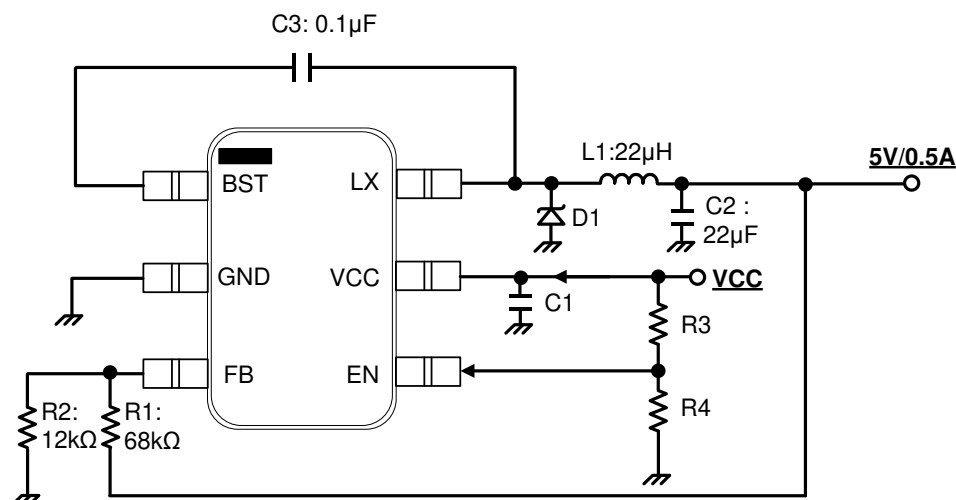 C3: 0.1µF
L1:22µH
5V/0.5A
BST
LX
D1
C2 :
22µF
GND
VCC
VCC
C1
R3
FB
EN
R2:
12kΩ
R1:
68kΩ
R4